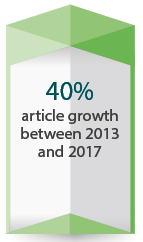 40%
article growth
between 2013
and 2017